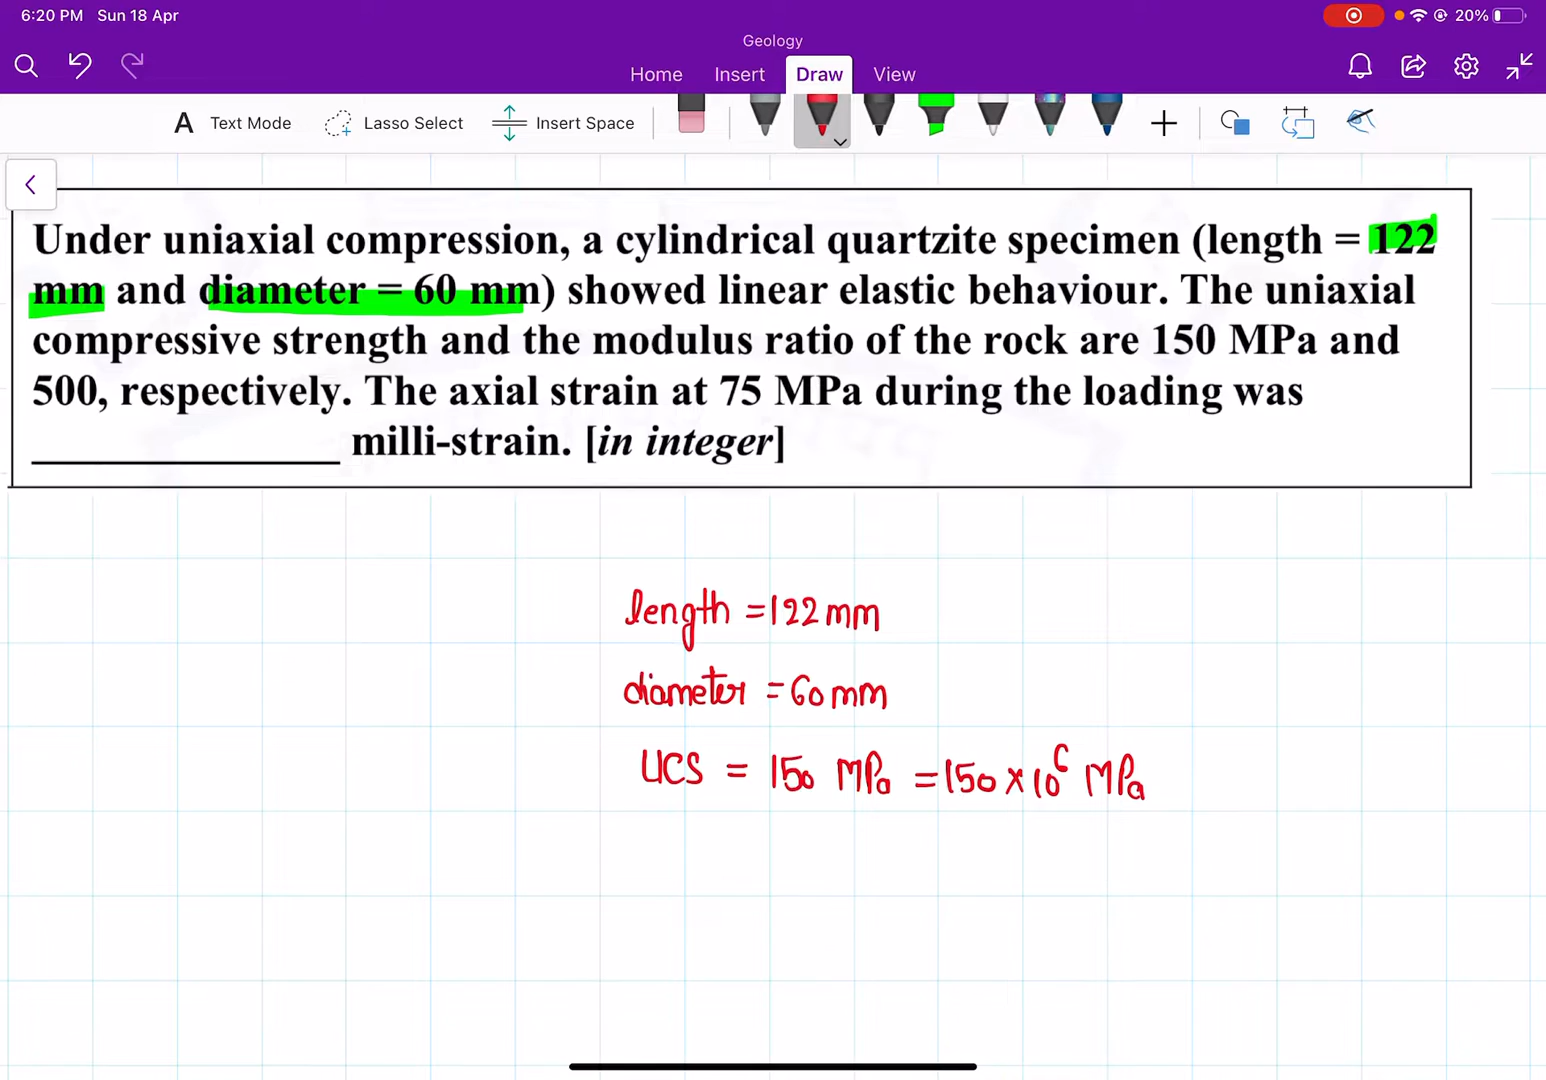 6:20 PM Sun 18 Apr
20%
Geology
Home Insert Draw View
A Text Mode Lasso Select Insert Space
Under uniaxial compression, a cylindrical quartzite specimen (length = 122
mm and diameter = 60 mm) showed linear elastic behaviour. The uniaxial
compressive strength and the modulus ratio of the rock are 150 MPa and
500, respectively. The axial strain at 75 MPa during the loading was
_______________ milli-strain. [in integer]
length = 122 mm
diameter = 60 mm
UCS = 150 MPa = 150 × 10⁶ MPa